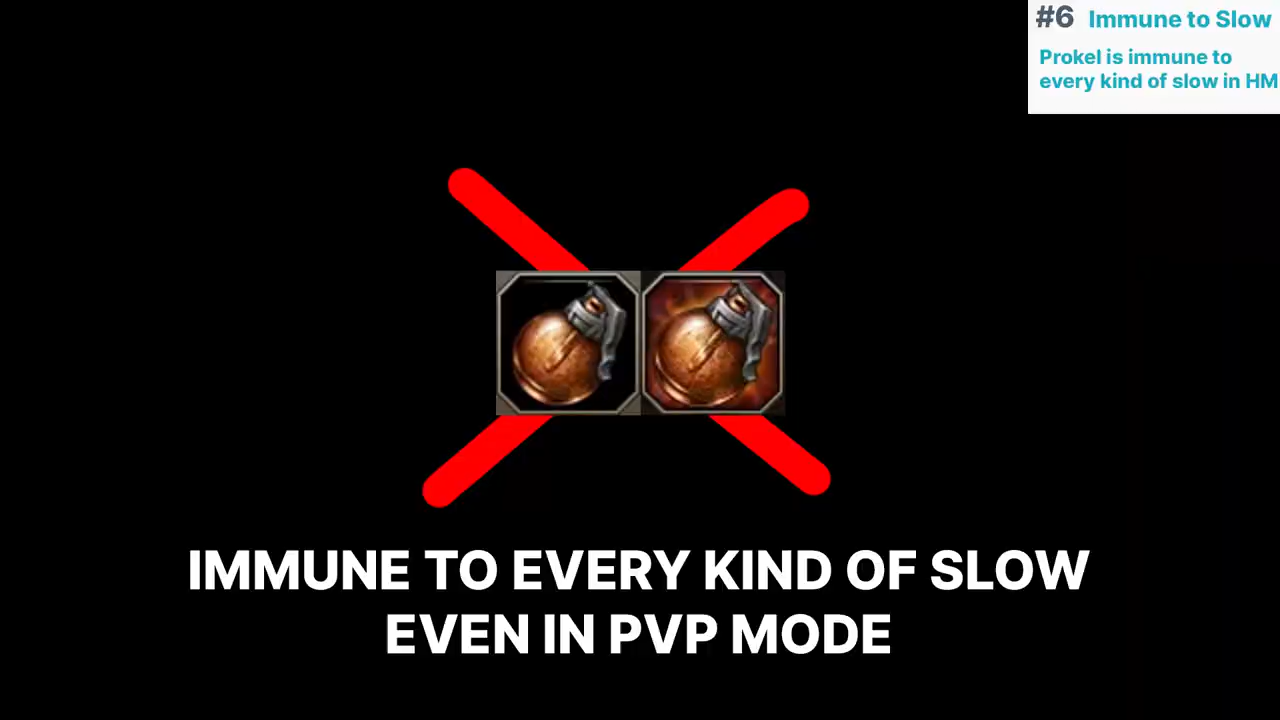 #6 Immune to Slow
Prokel is immune to
every kind of slow in HM
IMMUNE TO EVERY KIND OF SLOW
EVEN IN PVP MODE